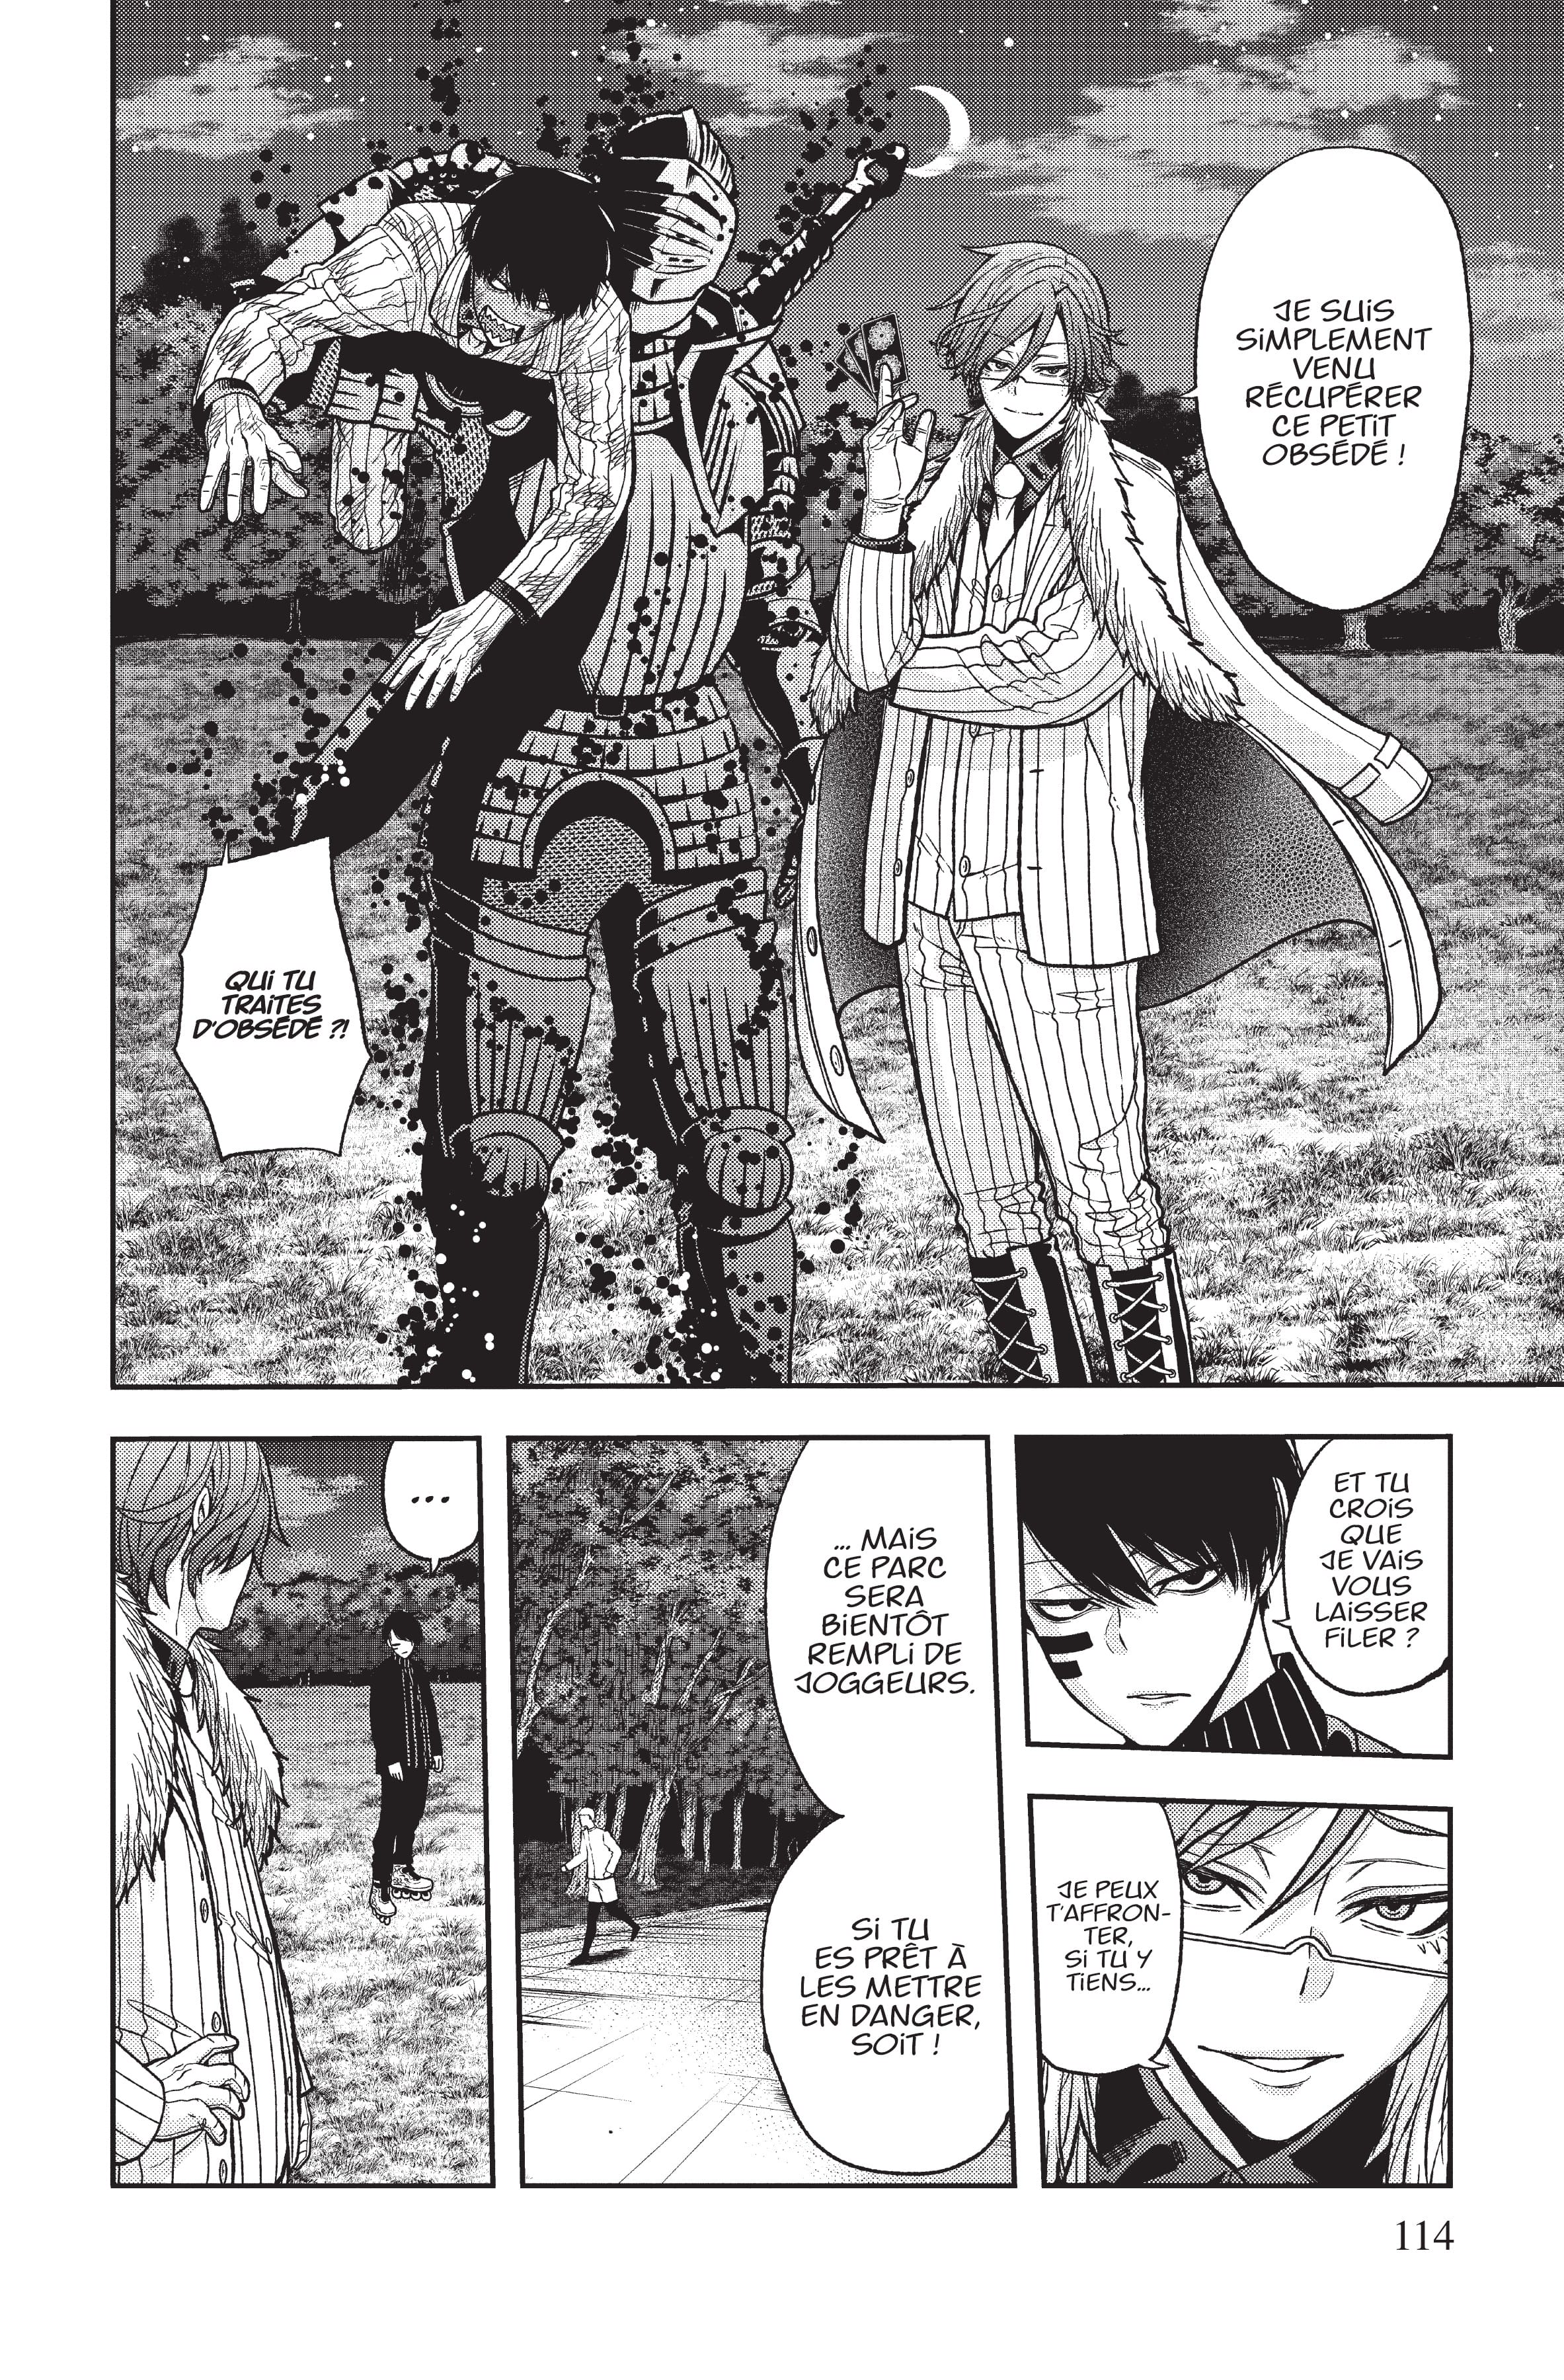 JE SUIS
SIMPLEMENT
VENU
RÉCUPÉRER
CE PETIT
OBSÉDÉ !
QUI TU
TRAITES
D'OBSÉDÉ ?!
ET TU
CROIS
QUE
JE VAIS
VOUS
LAISSER
FILER ?
JE PEUX
T'AFFRON-
TER,
SI TU Y
TIENS...
... MAIS
CE PARC
SERA
BIENTÔT
REMPLI DE
JOGGEURS.
SI TU
ES PRÊT À
LES METTRE
EN DANGER,
SOIT !
...
114